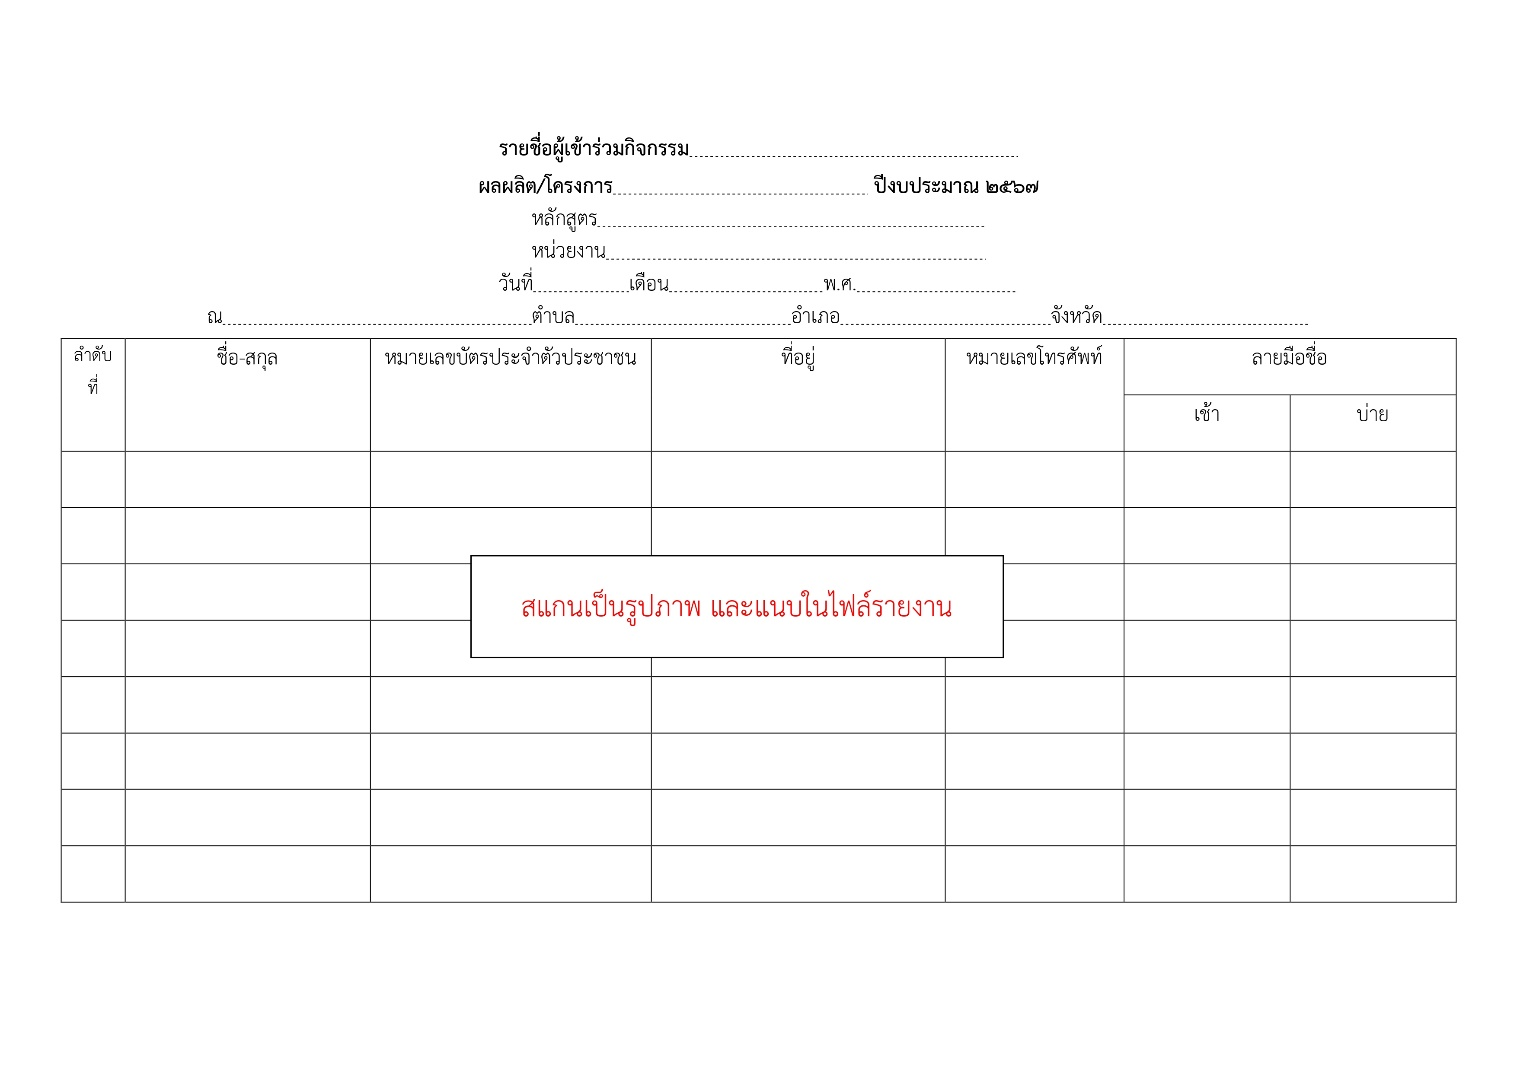 รายชื่อผู้เข้าร่วมกิจกรรม
ผลผลิต/โครงการ ปีงบประมาณ ๒๕๖๗
หลักสูตร
หน่วยงาน
วันที่ เดือน พ.ศ.
ณ ตำบล อำเภอ จังหวัด
ลำดับที่ ชื่อ-สกุล หมายเลขบัตรประจำตัวประชาชน ที่อยู่ หมายเลขโทรศัพท์ ลายมือชื่อ
เช้า บ่าย
สแกนเป็นรูปภาพ และแนบในไฟล์รายงาน